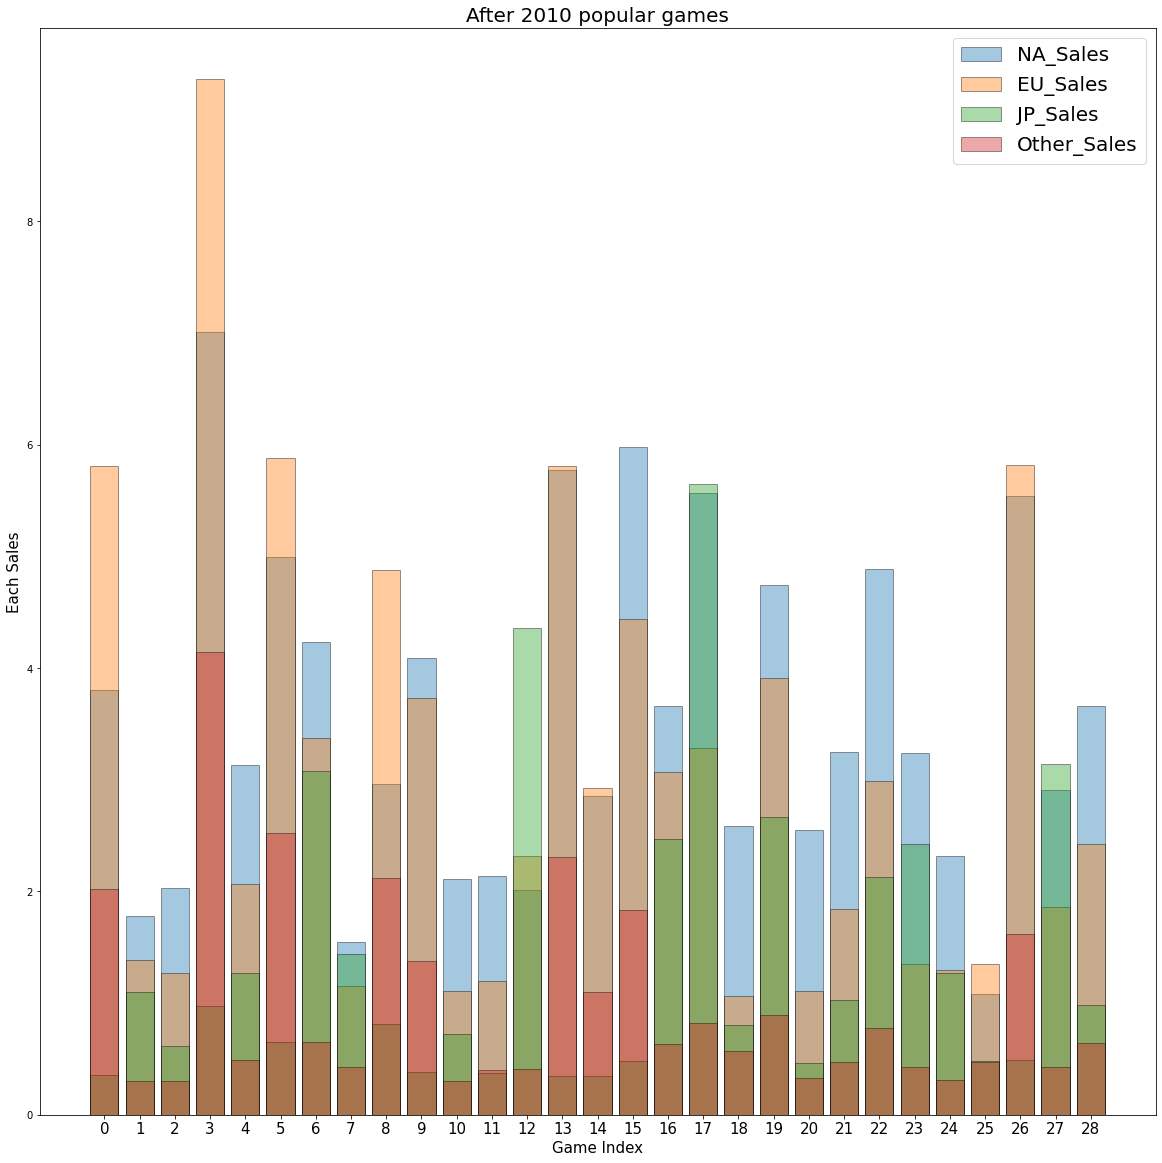 After 2010 popular games
NA_Sales
EU_Sales
JP_Sales
Other_Sales
8
6
4
2
0
Each Sales
0 1 2 3 4 5 6 7 8 9 10 11 12 13 14 15 16 17 18 19 20 21 22 23 24 25 26 27 28
Game Index